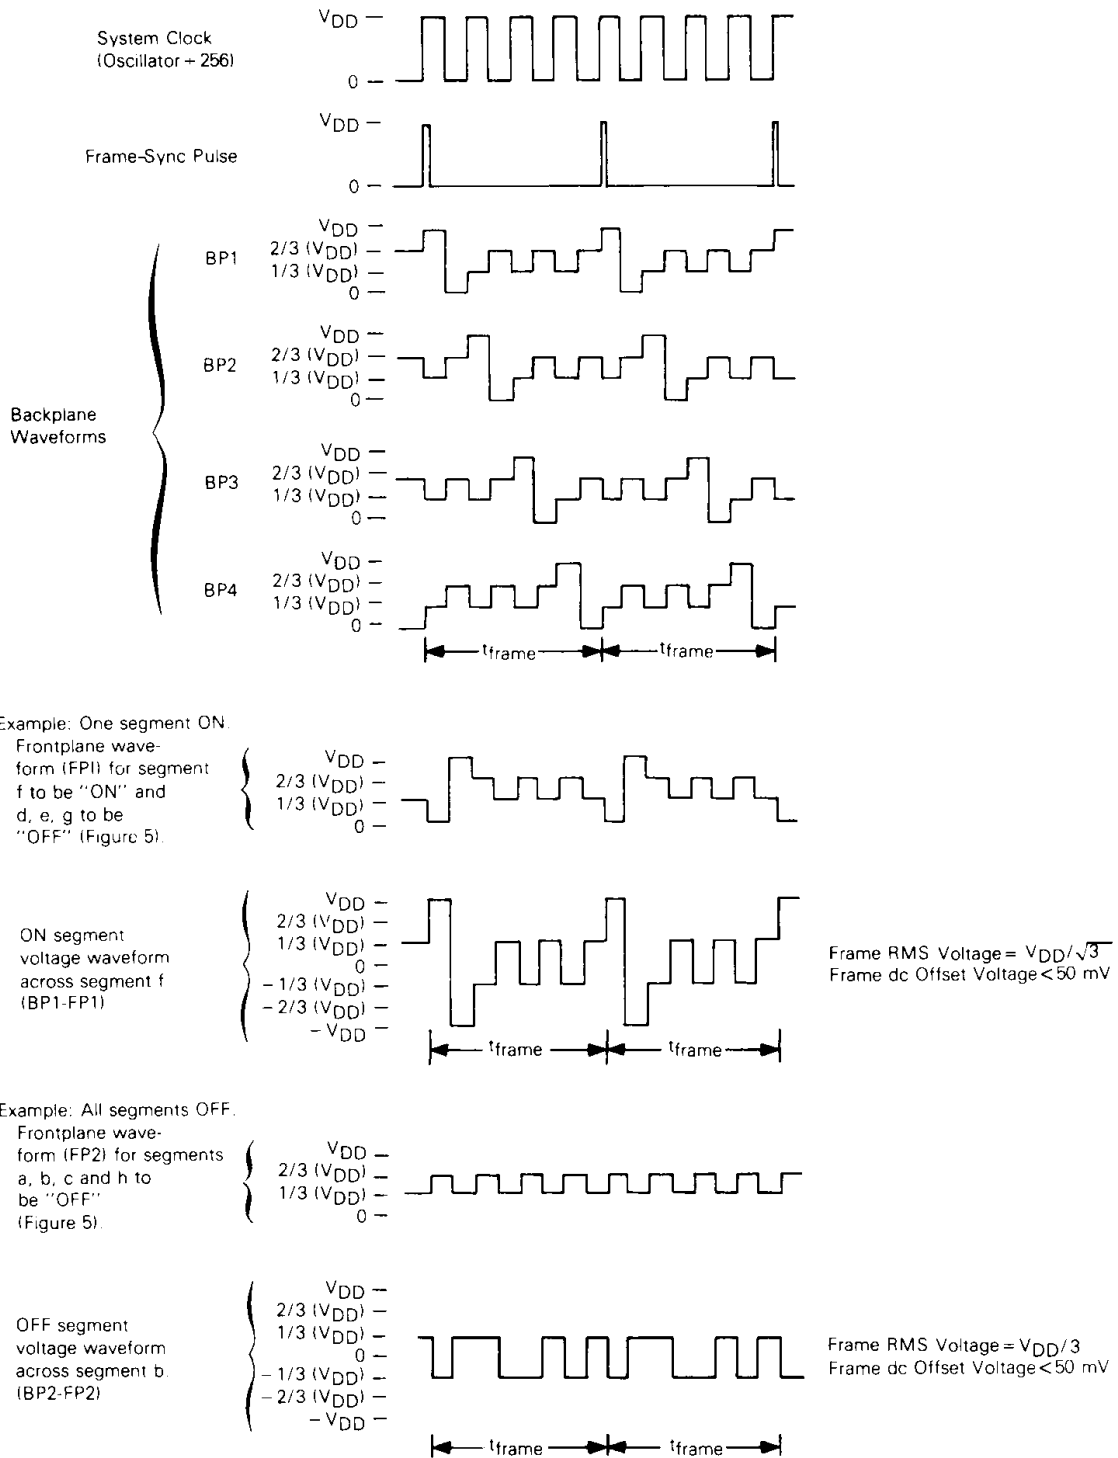 System Clock
(Oscillator ÷ 256)
VDD
0
Frame-Sync Pulse
VDD
0
Backplane
Waveforms
BP1
VDD
2/3 (VDD)
1/3 (VDD)
0
BP2
VDD
2/3 (VDD)
1/3 (VDD)
0
BP3
VDD
2/3 (VDD)
1/3 (VDD)
0
BP4
VDD
2/3 (VDD)
1/3 (VDD)
0
tframe
tframe
Example: One segment ON.
Frontplane wave-
form (FPI) for segment
f to be "ON" and
d, e, g to be
"OFF" (Figure 5).
VDD
2/3 (VDD)
1/3 (VDD)
0
ON segment
voltage waveform
across segment f
(BP1-FP1)
VDD
2/3 (VDD)
1/3 (VDD)
0
-1/3 (VDD)
-2/3 (VDD)
-VDD
Frame RMS Voltage = VDD/√3
Frame dc Offset Voltage < 50 mV
tframe
tframe
Example: All segments OFF.
Frontplane wave-
form (FP2) for segments
a, b, c and h to
be "OFF"
(Figure 5).
VDD
2/3 (VDD)
1/3 (VDD)
0
OFF segment
voltage waveform
across segment b.
(BP2-FP2)
VDD
2/3 (VDD)
1/3 (VDD)
0
-1/3 (VDD)
-2/3 (VDD)
-VDD
Frame RMS Voltage = VDD/3
Frame dc Offset Voltage < 50 mV
tframe
tframe